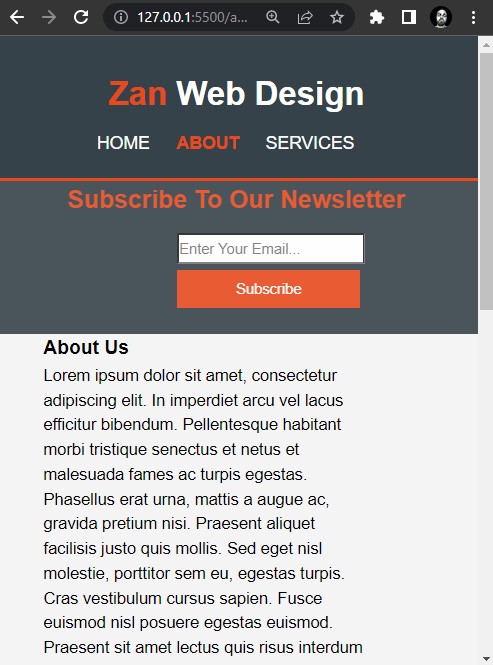 127.0.0.1:5500/a...
Zan Web Design
HOME ABOUT SERVICES
Subscribe To Our Newsletter
Enter Your Email...
Subscribe
About Us
Lorem ipsum dolor sit amet, consectetur
adipiscing elit. In imperdiet arcu vel lacus
efficitur bibendum. Pellentesque habitant
morbi tristique senectus et netus et
malesuada fames ac turpis egestas.
Phasellus erat urna, mattis a augue ac,
gravida pretium nisi. Praesent aliquet
facilisis justo quis mollis. Sed eget nisl
molestie, porttitor sem eu, egestas turpis.
Cras vestibulum cursus sapien. Fusce
euismod nisl posuere egestas euismod.
Praesent sit amet lectus quis risus interdum